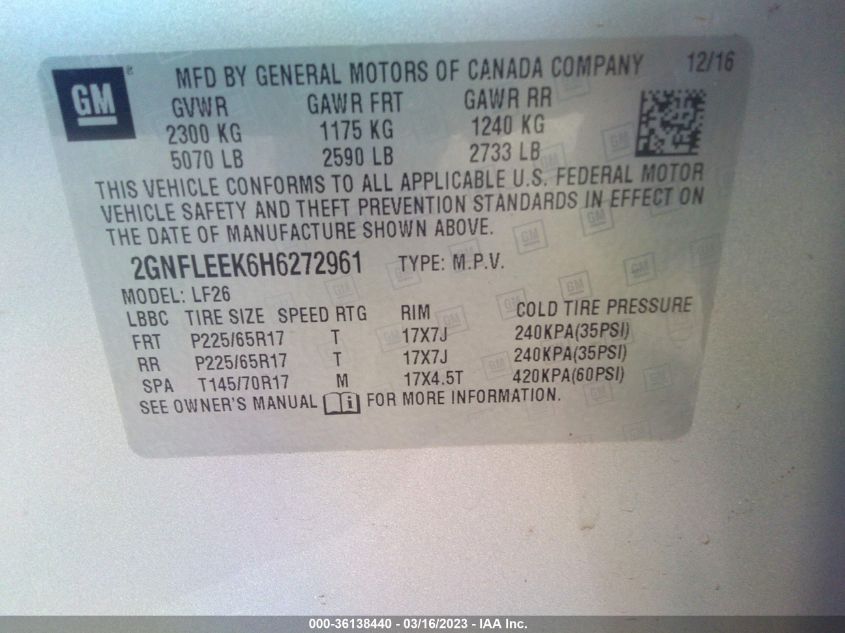 GM ® MFD BY GENERAL MOTORS OF CANADA COMPANY 12/16
GVWR GAWR FRT GAWR RR
2300 KG 1175 KG 1240 KG
5070 LB 2590 LB 2733 LB
THIS VEHICLE CONFORMS TO ALL APPLICABLE U.S. FEDERAL MOTOR
VEHICLE SAFETY AND THEFT PREVENTION STANDARDS IN EFFECT ON
THE DATE OF MANUFACTURE SHOWN ABOVE.
2GNFLEEK6H6272961 TYPE: M.P.V.
MODEL: LF26
LBBC TIRE SIZE SPEED RTG RIM COLD TIRE PRESSURE
FRT P225/65R17 T 17X7J 240KPA(35PSI)
RR P225/65R17 T 17X7J 240KPA(35PSI)
SPA T145/70R17 M 17X4.5T 420KPA(60PSI)
SEE OWNER'S MANUAL i FOR MORE INFORMATION.
000-36138440 - 03/16/2023 - IAA Inc.